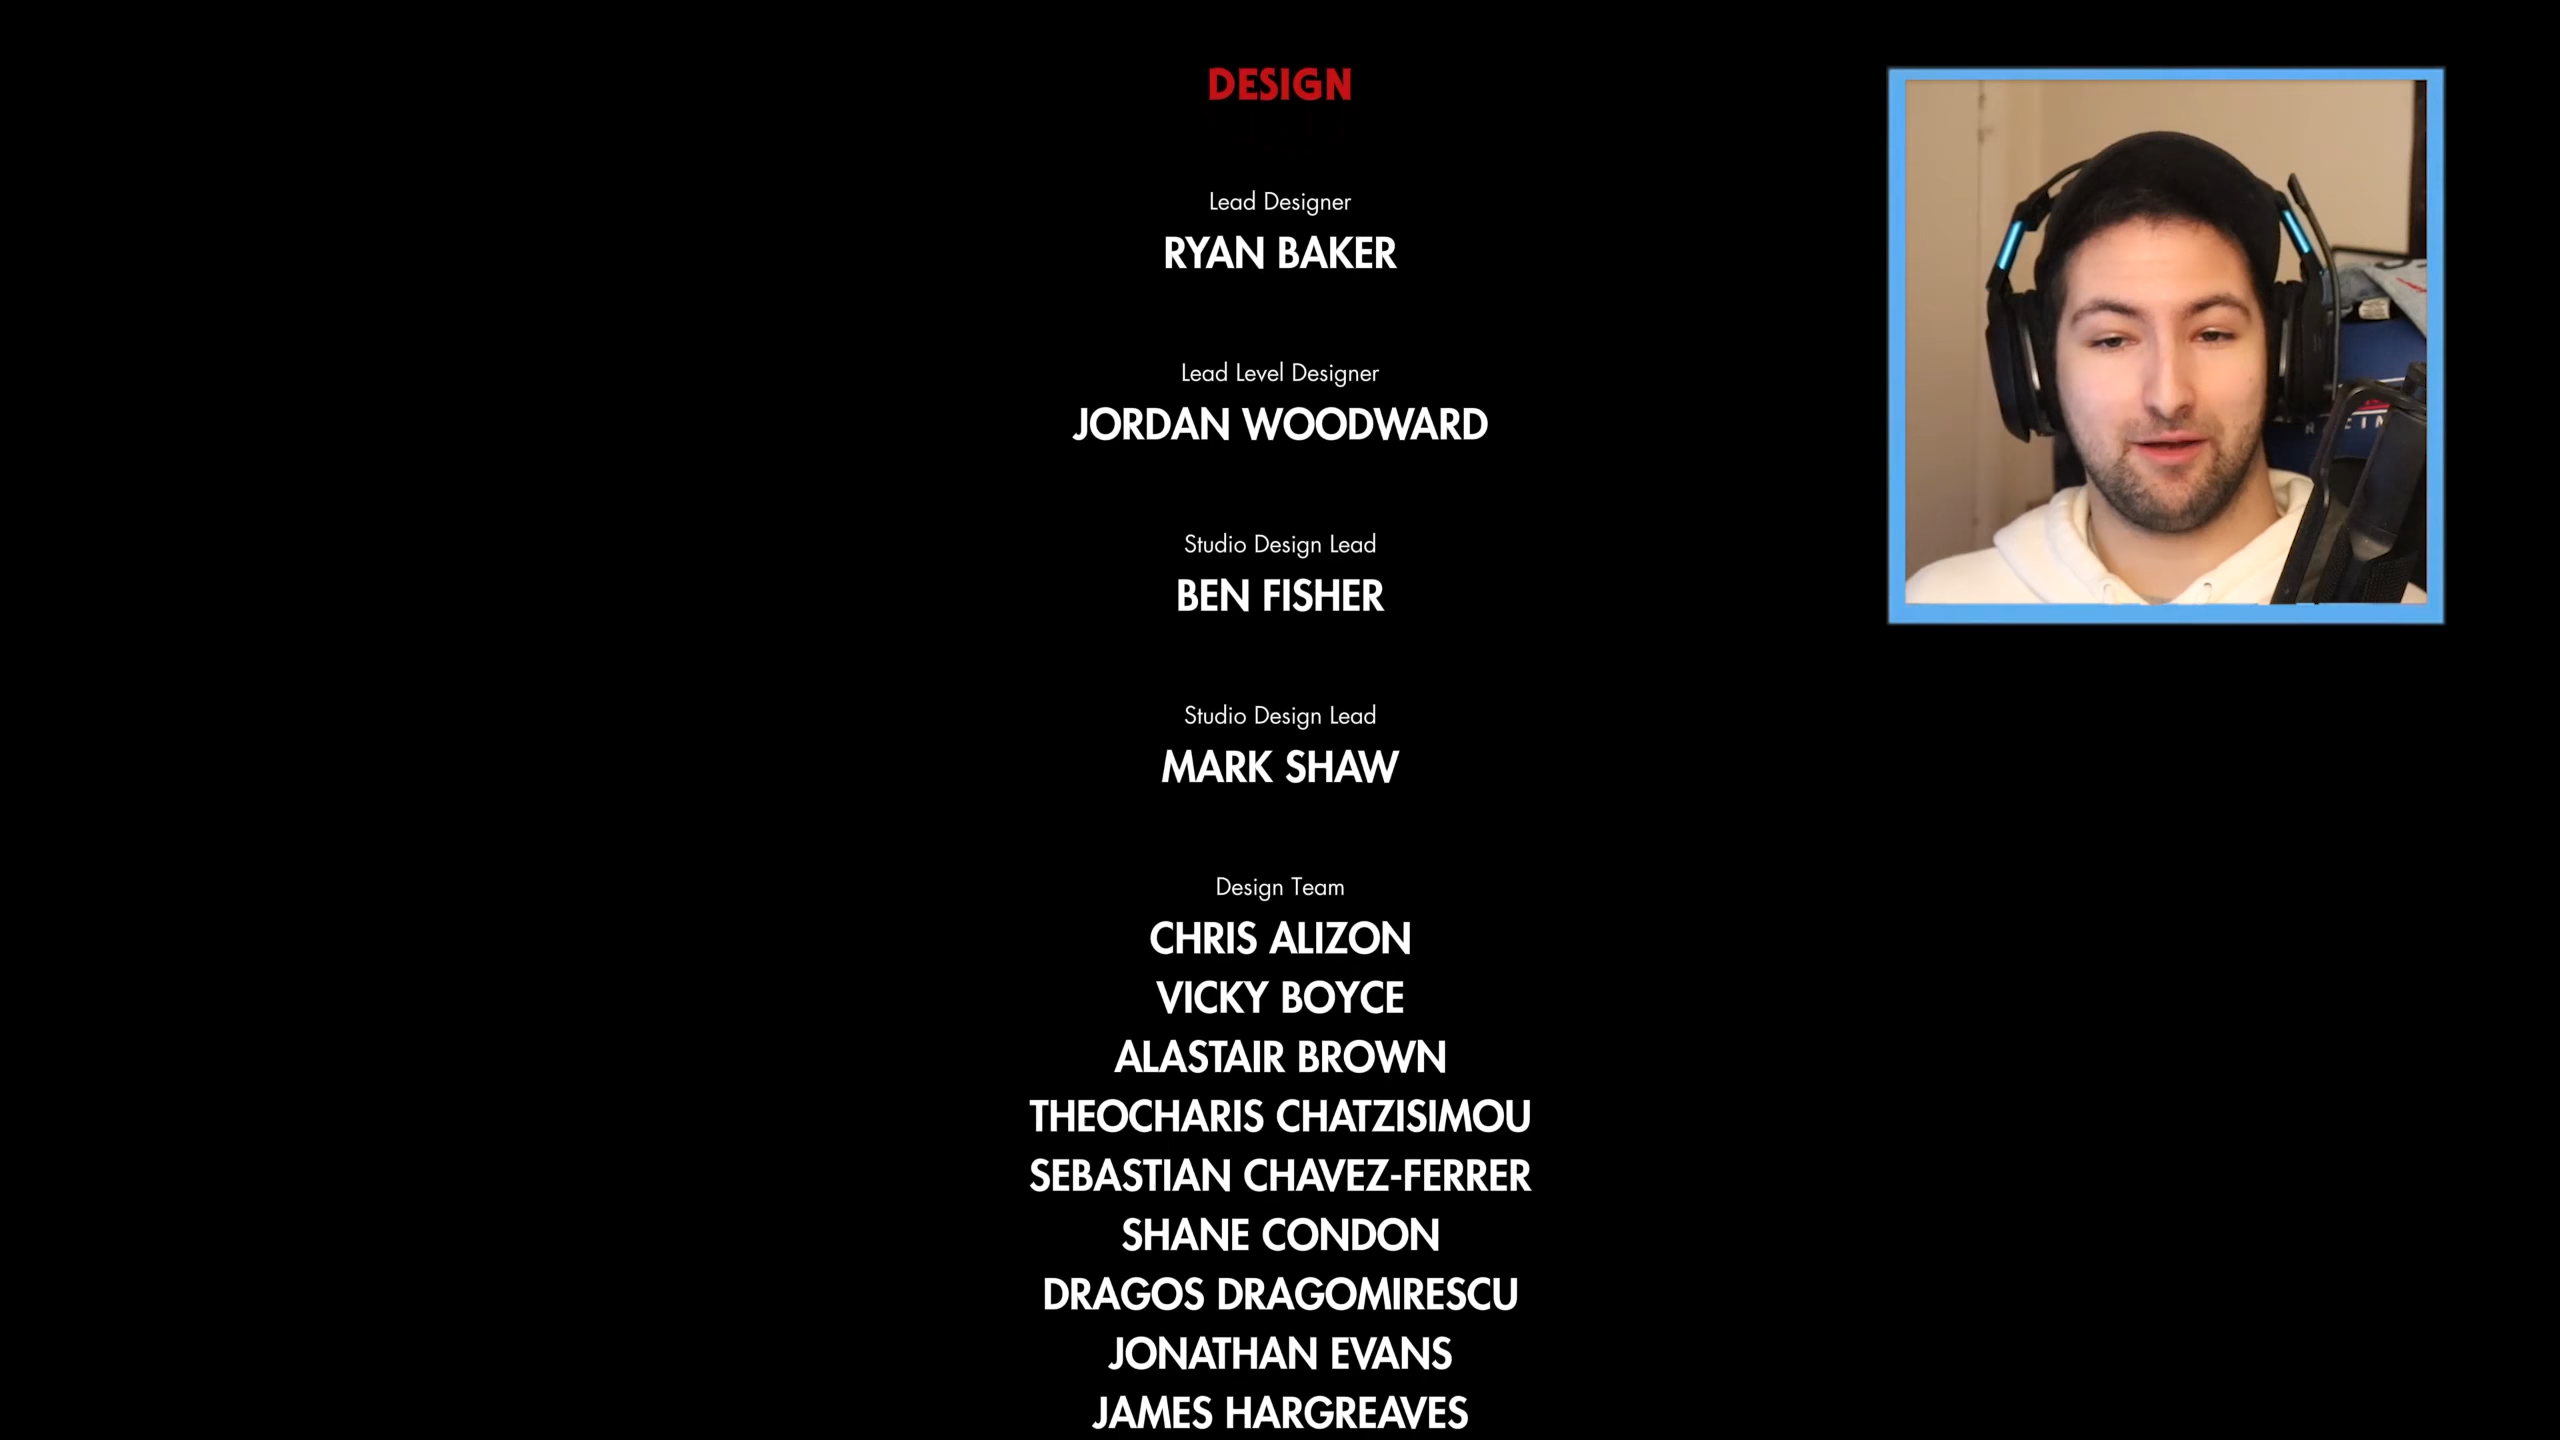 DESIGN
Lead Designer
RYAN BAKER
Lead Level Designer
JORDAN WOODWARD
Studio Design Lead
BEN FISHER
Studio Design Lead
MARK SHAW
Design Team
CHRIS ALIZON
VICKY BOYCE
ALASTAIR BROWN
THEOCHARIS CHATZISIMOU
SEBASTIAN CHAVEZ-FERRER
SHANE CONDON
DRAGOS DRAGOMIRESCU
JONATHAN EVANS
JAMES HARGREAVES